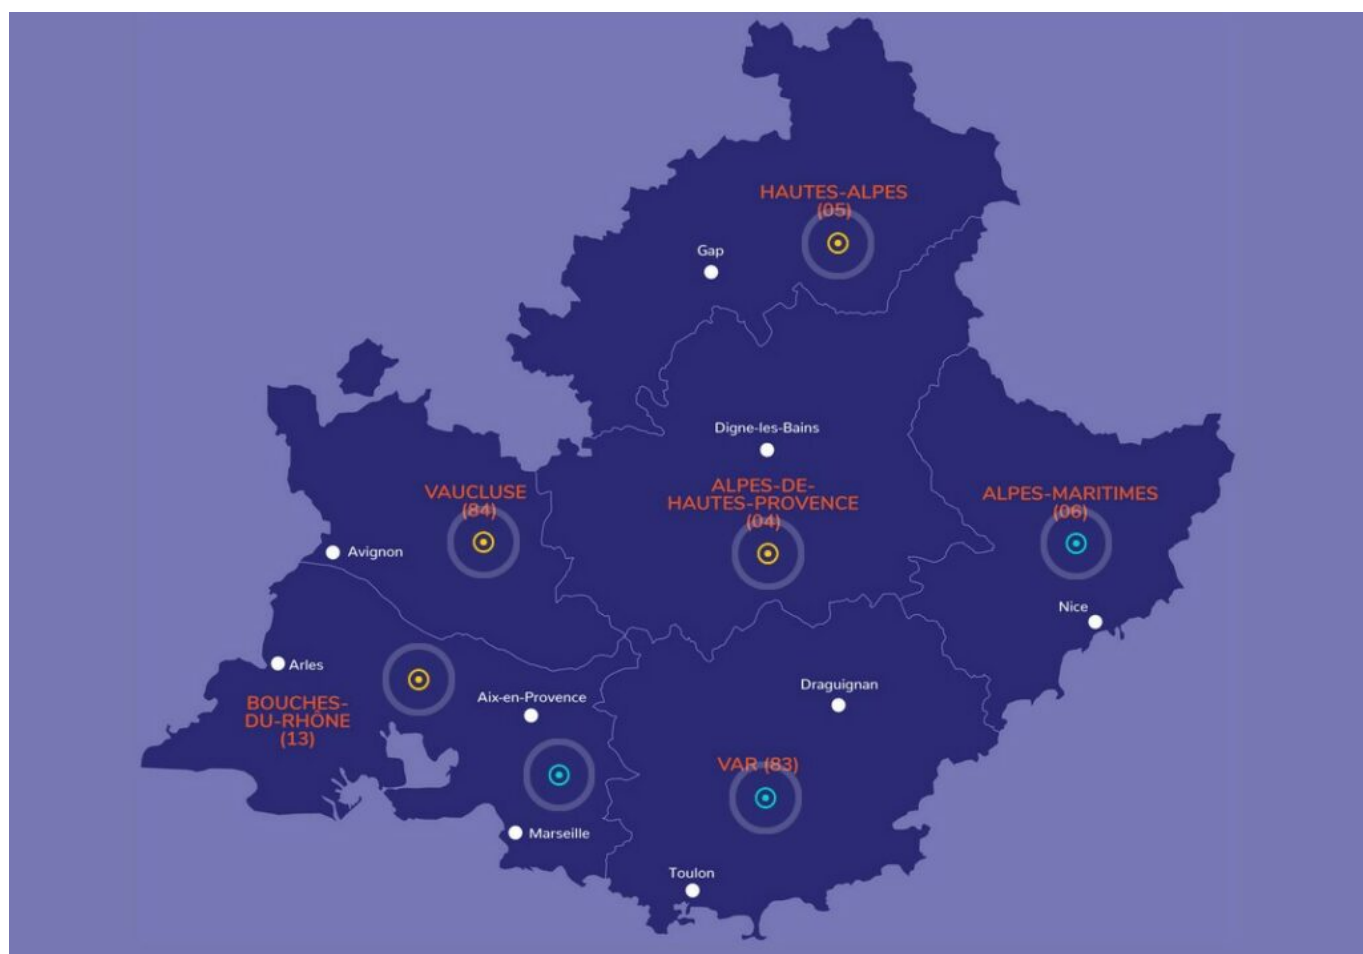 HAUTES-ALPES
(05)
Gap
Digne-les-Bains
ALPES-DE-
HAUTES-PROVENCE
(04)
VAUCLUSE
(84)
ALPES-MARITIMES
(06)
Avignon
Nice
Arles
BOUCHES-
DU-RHÔNE
(13)
Aix-en-Provence
Draguignan
VAR (83)
Marseille
Toulon